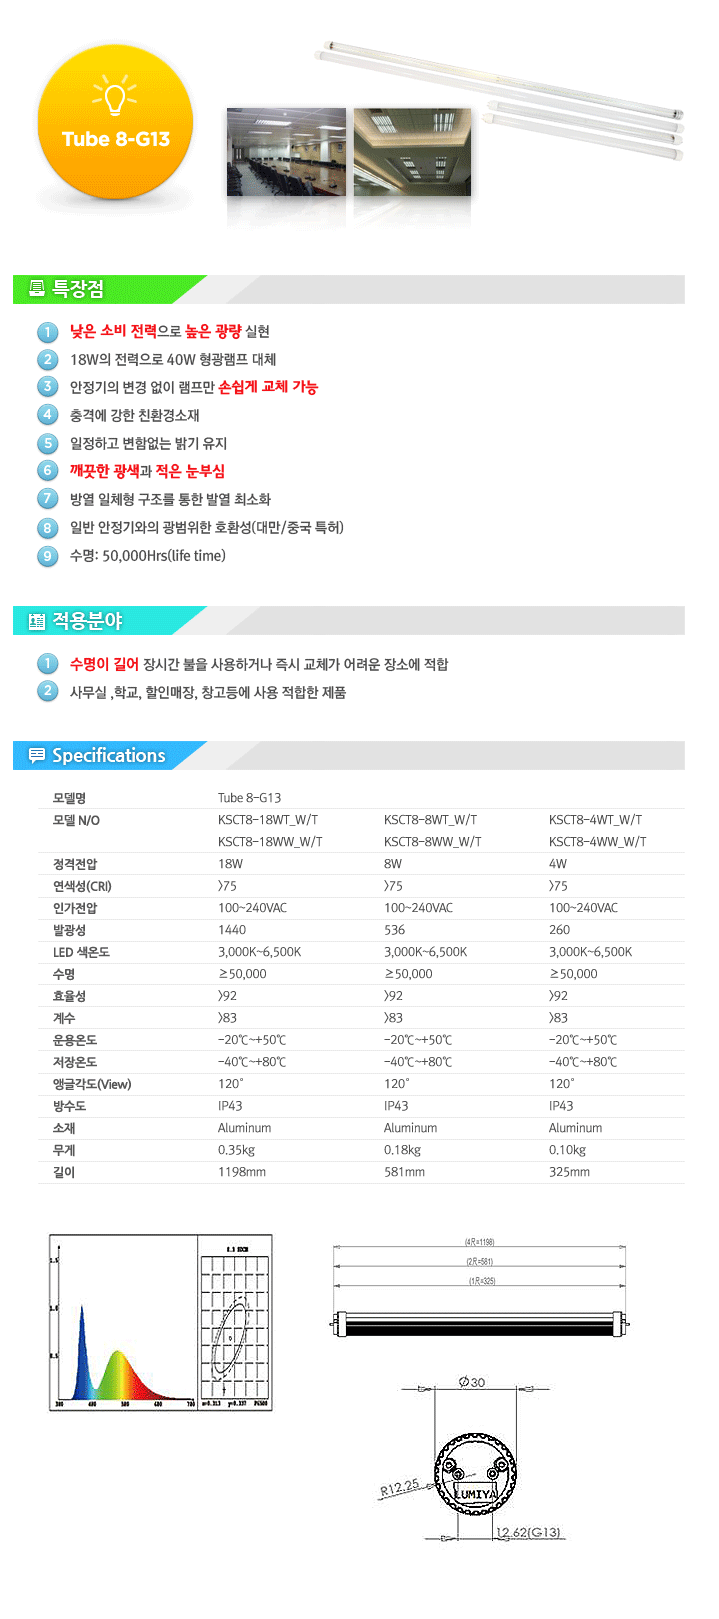 Tube 8-G13
특장점
1 낮은 소비 전력으로 높은 광량 실현
2 18W의 전력으로 40W 형광램프 대체
3 안정기의 변경 없이 램프만 손쉽게 교체 가능
4 충격에 강한 친환경소재
5 일정하고 변함없는 밝기 유지
6 깨끗한 광색과 적은 눈부심
7 방열 일체형 구조를 통한 발열 최소화
8 일반 안정기와의 광범위한 호환성(대만/중국 특허)
9 수명: 50,000Hrs(life time)
적용분야
1 수명이 길어 장시간 불을 사용하거나 즉시 교체가 어려운 장소에 적합
2 사무실 ,학교, 할인매장, 창고등에 사용 적합한 제품
Specifications
모델명 Tube 8-G13
모델 N/O KSCT8-18WT_W/T KSCT8-8WT_W/T KSCT8-4WT_W/T
KSCT8-18WW_W/T KSCT8-8WW_W/T KSCT8-4WW_W/T
정격전압 18W 8W 4W
연색성(CRI) >75 >75 >75
인가전압 100~240VAC 100~240VAC 100~240VAC
발광성 1440 536 260
LED 색온도 3,000K~6,500K 3,000K~6,500K 3,000K~6,500K
수명 ≥50,000 ≥50,000 ≥50,000
효율성 >92 >92 >92
계수 >83 >83 >83
운용온도 -20℃~+50℃ -20℃~+50℃ -20℃~+50℃
저장온도 -40℃~+80℃ -40℃~+80℃ -40℃~+80℃
앵글각도(View) 120° 120° 120°
방수도 IP43 IP43 IP43
소재 Aluminum Aluminum Aluminum
무게 0.35kg 0.18kg 0.10kg
길이 1198mm 581mm 325mm
(4尺=1198)
(2尺=581)
(1尺=325)
1.0
300 400 500 600 700
x=0.313 y=0.337
Ø30
R12.25
LUMIYA
12.62(G13)